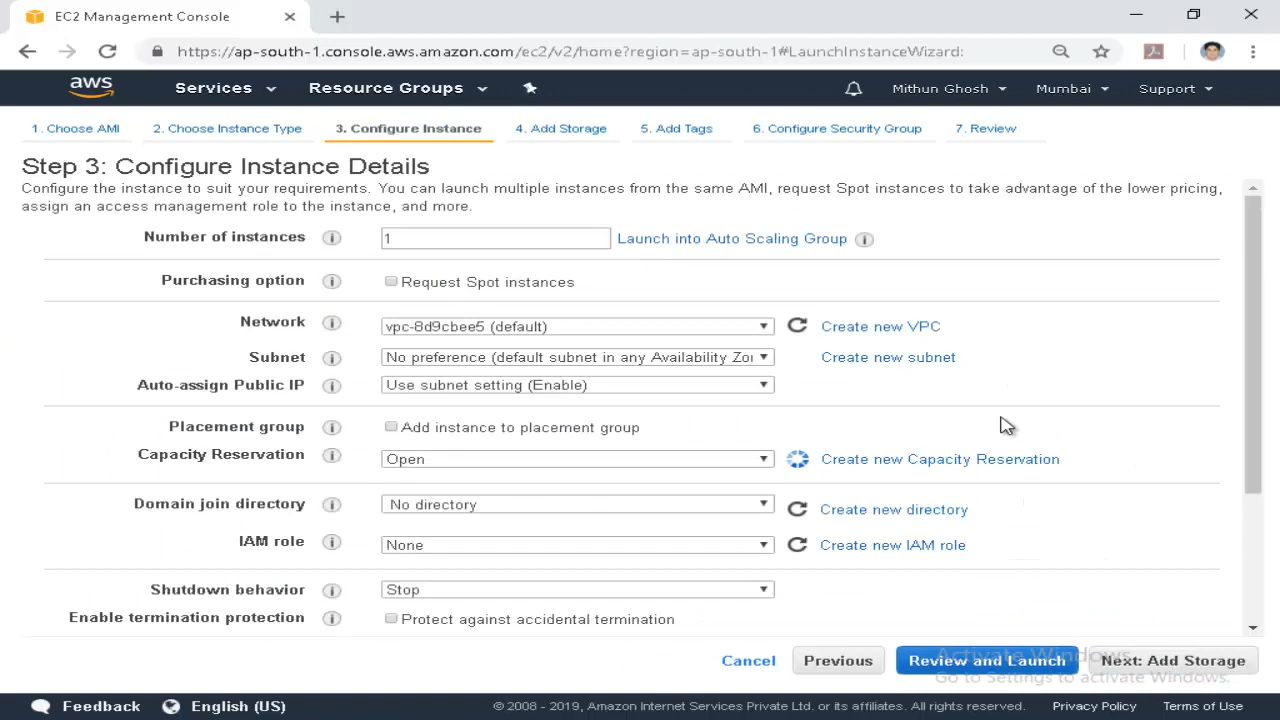 EC2 Management Console
https://ap-south-1.console.aws.amazon.com/ec2/v2/home?region=ap-south-1#LaunchInstanceWizard:
aws Services Resource Groups Mithun Ghosh Mumbai Support
1. Choose AMI 2. Choose Instance Type 3. Configure Instance 4. Add Storage 5. Add Tags 6. Configure Security Group 7. Review
Step 3: Configure Instance Details
Configure the instance to suit your requirements. You can launch multiple instances from the same AMI, request Spot instances to take advantage of the lower pricing,
assign an access management role to the instance, and more.
Number of instances i 1 Launch into Auto Scaling Group i
Purchasing option i Request Spot instances
Network i vpc-8d9cbee5 (default) Create new VPC
Subnet i No preference (default subnet in any Availability Zo Create new subnet
Auto-assign Public IP i Use subnet setting (Enable)
Placement group i Add instance to placement group
Capacity Reservation i Open Create new Capacity Reservation
Domain join directory i No directory Create new directory
IAM role i None Create new IAM role
Shutdown behavior i Stop
Enable termination protection i Protect against accidental termination
Cancel Previous Review and Launch Next: Add Storage
Activate Windows
Go to Settings to activate Windows.
Feedback English (US) © 2008 - 2019, Amazon Internet Services Private Ltd. or its affiliates. All rights reserved. Privacy Policy Terms of Use